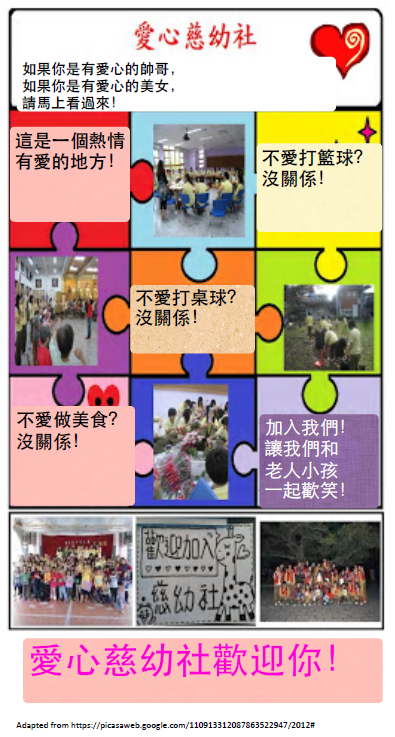 愛心慈幼社
如果你是有愛心的帥哥，
如果你是有愛心的美女，
請馬上看過來！
這是一個熱情
有愛的地方！
不愛打籃球？
沒關係！
不愛打桌球？
沒關係！
不愛做美食？
沒關係！
加入我們！
讓我們和
老人小孩
一起歡笑！
歡迎加入
慈幼社
愛心慈幼社歡迎你！
Adapted from https://picasaweb.google.com/110913312087863522947/2012#